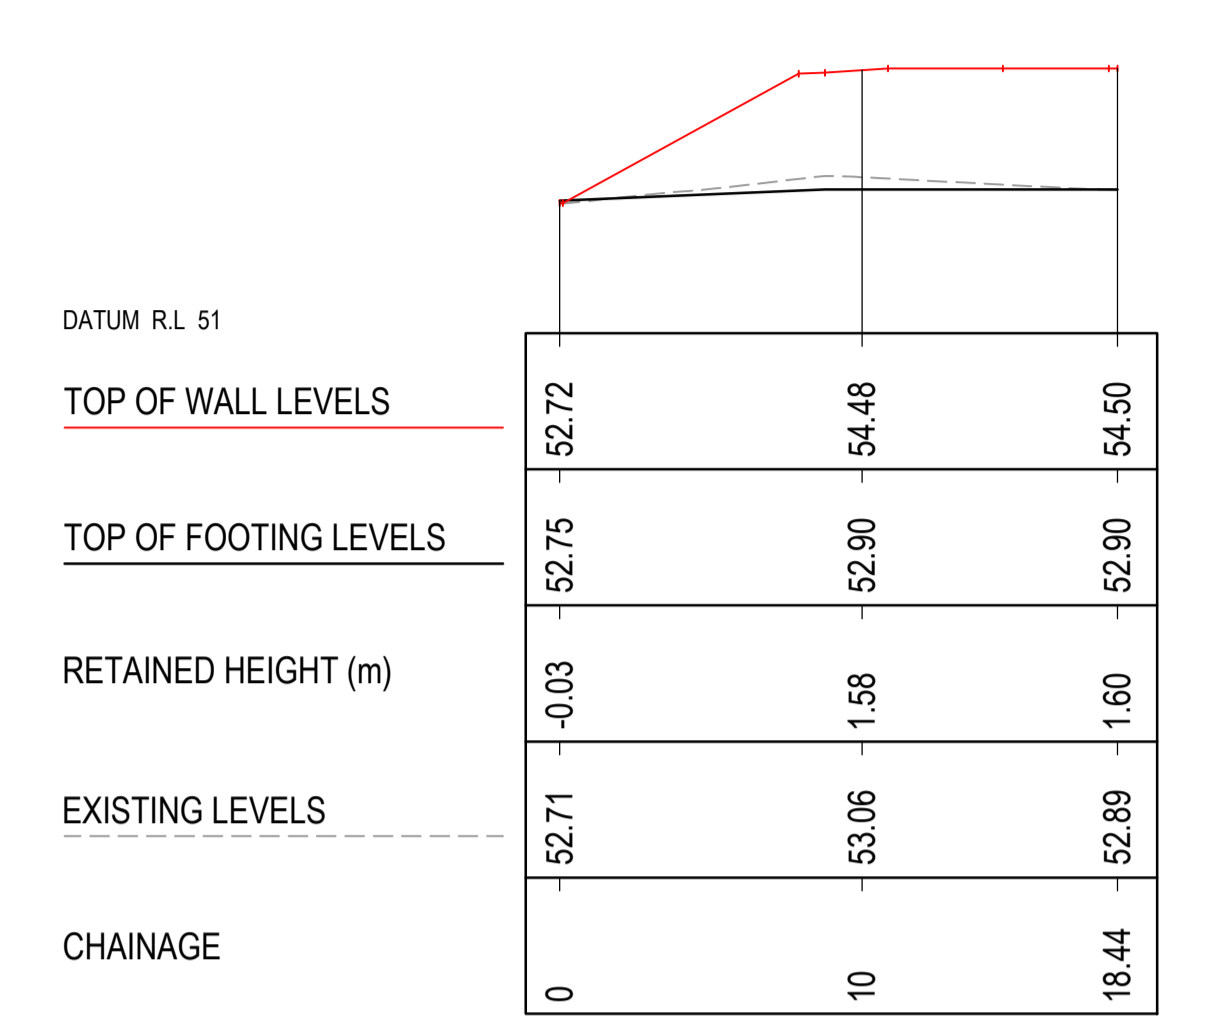 DATUM R.L 51
TOP OF WALL LEVELS 52.72 54.48 54.50
TOP OF FOOTING LEVELS 52.75 52.90 52.90
RETAINED HEIGHT (m) -0.03 1.58 1.60
EXISTING LEVELS 52.71 53.06 52.89
CHAINAGE 0 10 18.44